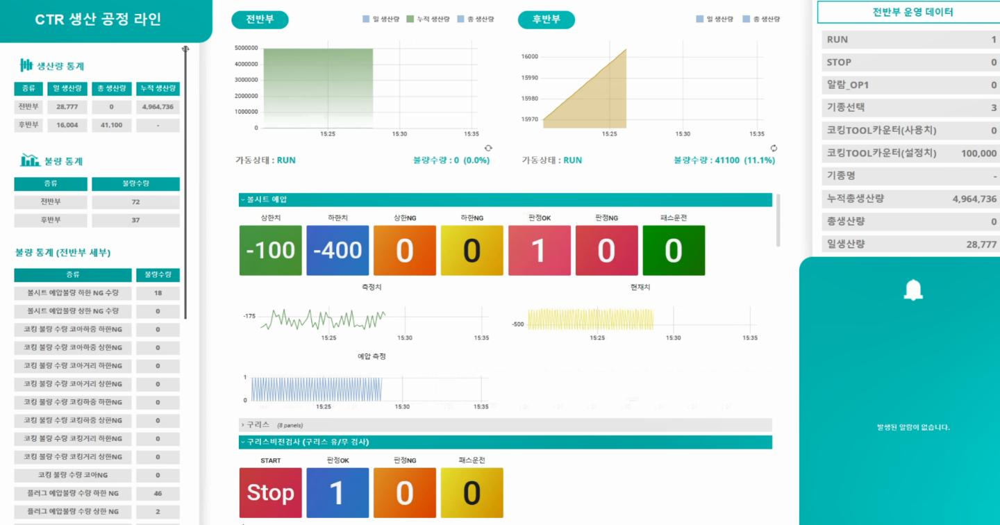 CTR 생산 공정 라인
생산량 통계
종류 일 생산량 총 생산량 누적 생산량
전반부 28,777 0 4,964,736
후반부 16,004 41,100 -
불량 통계
종류 불량수량
전반부 72
후반부 37
불량 통계 (전반부 세부)
종류 불량수량
볼시트 예압불량 하한 NG 수량 18
볼시트 예압불량 상한 NG 수량 0
코킹 불량 수량 코아하중 하한NG 0
코킹 불량 수량 코아하중 상한NG 0
코킹 불량 수량 코아거리 하한NG 0
코킹 불량 수량 코아거리 상한NG 0
코킹 불량 수량 코킹하중 하한NG 0
코킹 불량 수량 코킹하중 상한NG 0
코킹 불량 수량 코킹거리 하한NG 0
코킹 불량 수량 코킹거리 상한NG 0
코킹 불량 수량 코아NG 0
플러그 예압불량 수량 하한 NG 46
플러그 예압불량 수량 상한 NG 2
전반부 일 생산량 누적 생산량 총 생산량
5000000
4000000
3000000
2000000
1000000
0
15:25 15:30 15:35
가동상태 : RUN 불량수량 : 0 (0.0%)
후반부 일 생산량 총 생산량
16000
15990
15980
15970
15:25 15:30 15:35
가동상태 : RUN 불량수량 : 41100 (11.1%)
볼시트 예압
상한치 하한치 상한NG 하한NG 판정OK 판정NG 패스운전
-100 -400 0 0 1 0 0
측정치 현재치
-175
15:25 15:30 15:35
-500
15:25 15:30 15:35
예압 측정
1
0
15:25 15:30 15:35
구리스 (8 panels)
구리스비전검사 (구리스 유/무 검사)
START 판정OK 판정NG 패스운전
Stop 1 0 0
전반부 운영 데이터
RUN 1
STOP 0
알람_OP1 0
기종선택 3
코킹TOOL카운터(사용치) 0
코킹TOOL카운터(설정치) 100,000
기종명 -
누적총생산량 4,964,736
총생산량 0
일생산량 28,777
발생된 알람이 없습니다.